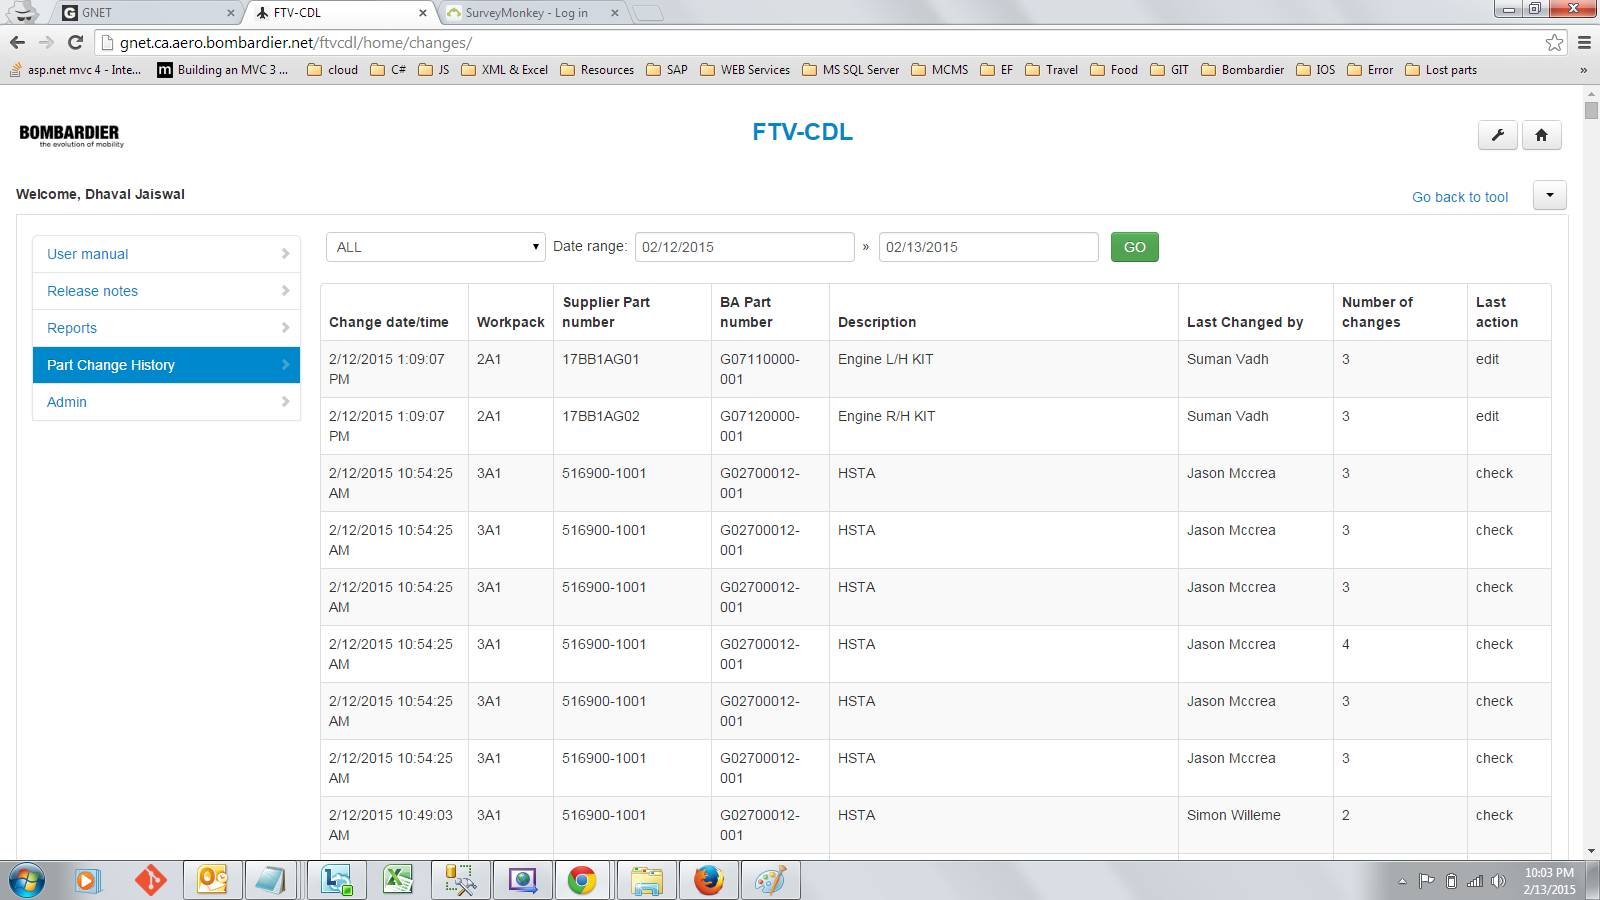 GNET
FTV-CDL
SurveyMonkey - Log in
gnet.ca.aero.bombardier.net/ftvcdl/home/changes/
asp.net mvc 4 - Inte... Building an MVC 3 ... cloud C# JS XML & Excel Resources SAP WEB Services MS SQL Server MCMS EF Travel Food GIT Bombardier IOS Error Lost parts »
BOMBARDIER
the evolution of mobility
FTV-CDL
Welcome, Dhaval Jaiswal
Go back to tool
User manual
Release notes
Reports
Part Change History
Admin
ALL Date range: 02/12/2015 » 02/13/2015 GO
Change date/time Workpack Supplier Part number BA Part number Description Last Changed by Number of changes Last action
2/12/2015 1:09:07 PM 2A1 17BB1AG01 G07110000-001 Engine L/H KIT Suman Vadh 3 edit
2/12/2015 1:09:07 PM 2A1 17BB1AG02 G07120000-001 Engine R/H KIT Suman Vadh 3 edit
2/12/2015 10:54:25 AM 3A1 516900-1001 G02700012-001 HSTA Jason Mccrea 3 check
2/12/2015 10:54:25 AM 3A1 516900-1001 G02700012-001 HSTA Jason Mccrea 3 check
2/12/2015 10:54:25 AM 3A1 516900-1001 G02700012-001 HSTA Jason Mccrea 3 check
2/12/2015 10:54:25 AM 3A1 516900-1001 G02700012-001 HSTA Jason Mccrea 4 check
2/12/2015 10:54:25 AM 3A1 516900-1001 G02700012-001 HSTA Jason Mccrea 3 check
2/12/2015 10:54:25 AM 3A1 516900-1001 G02700012-001 HSTA Jason Mccrea 3 check
2/12/2015 10:49:03 AM 3A1 516900-1001 G02700012-001 HSTA Simon Willeme 2 check
10:03 PM
2/13/2015